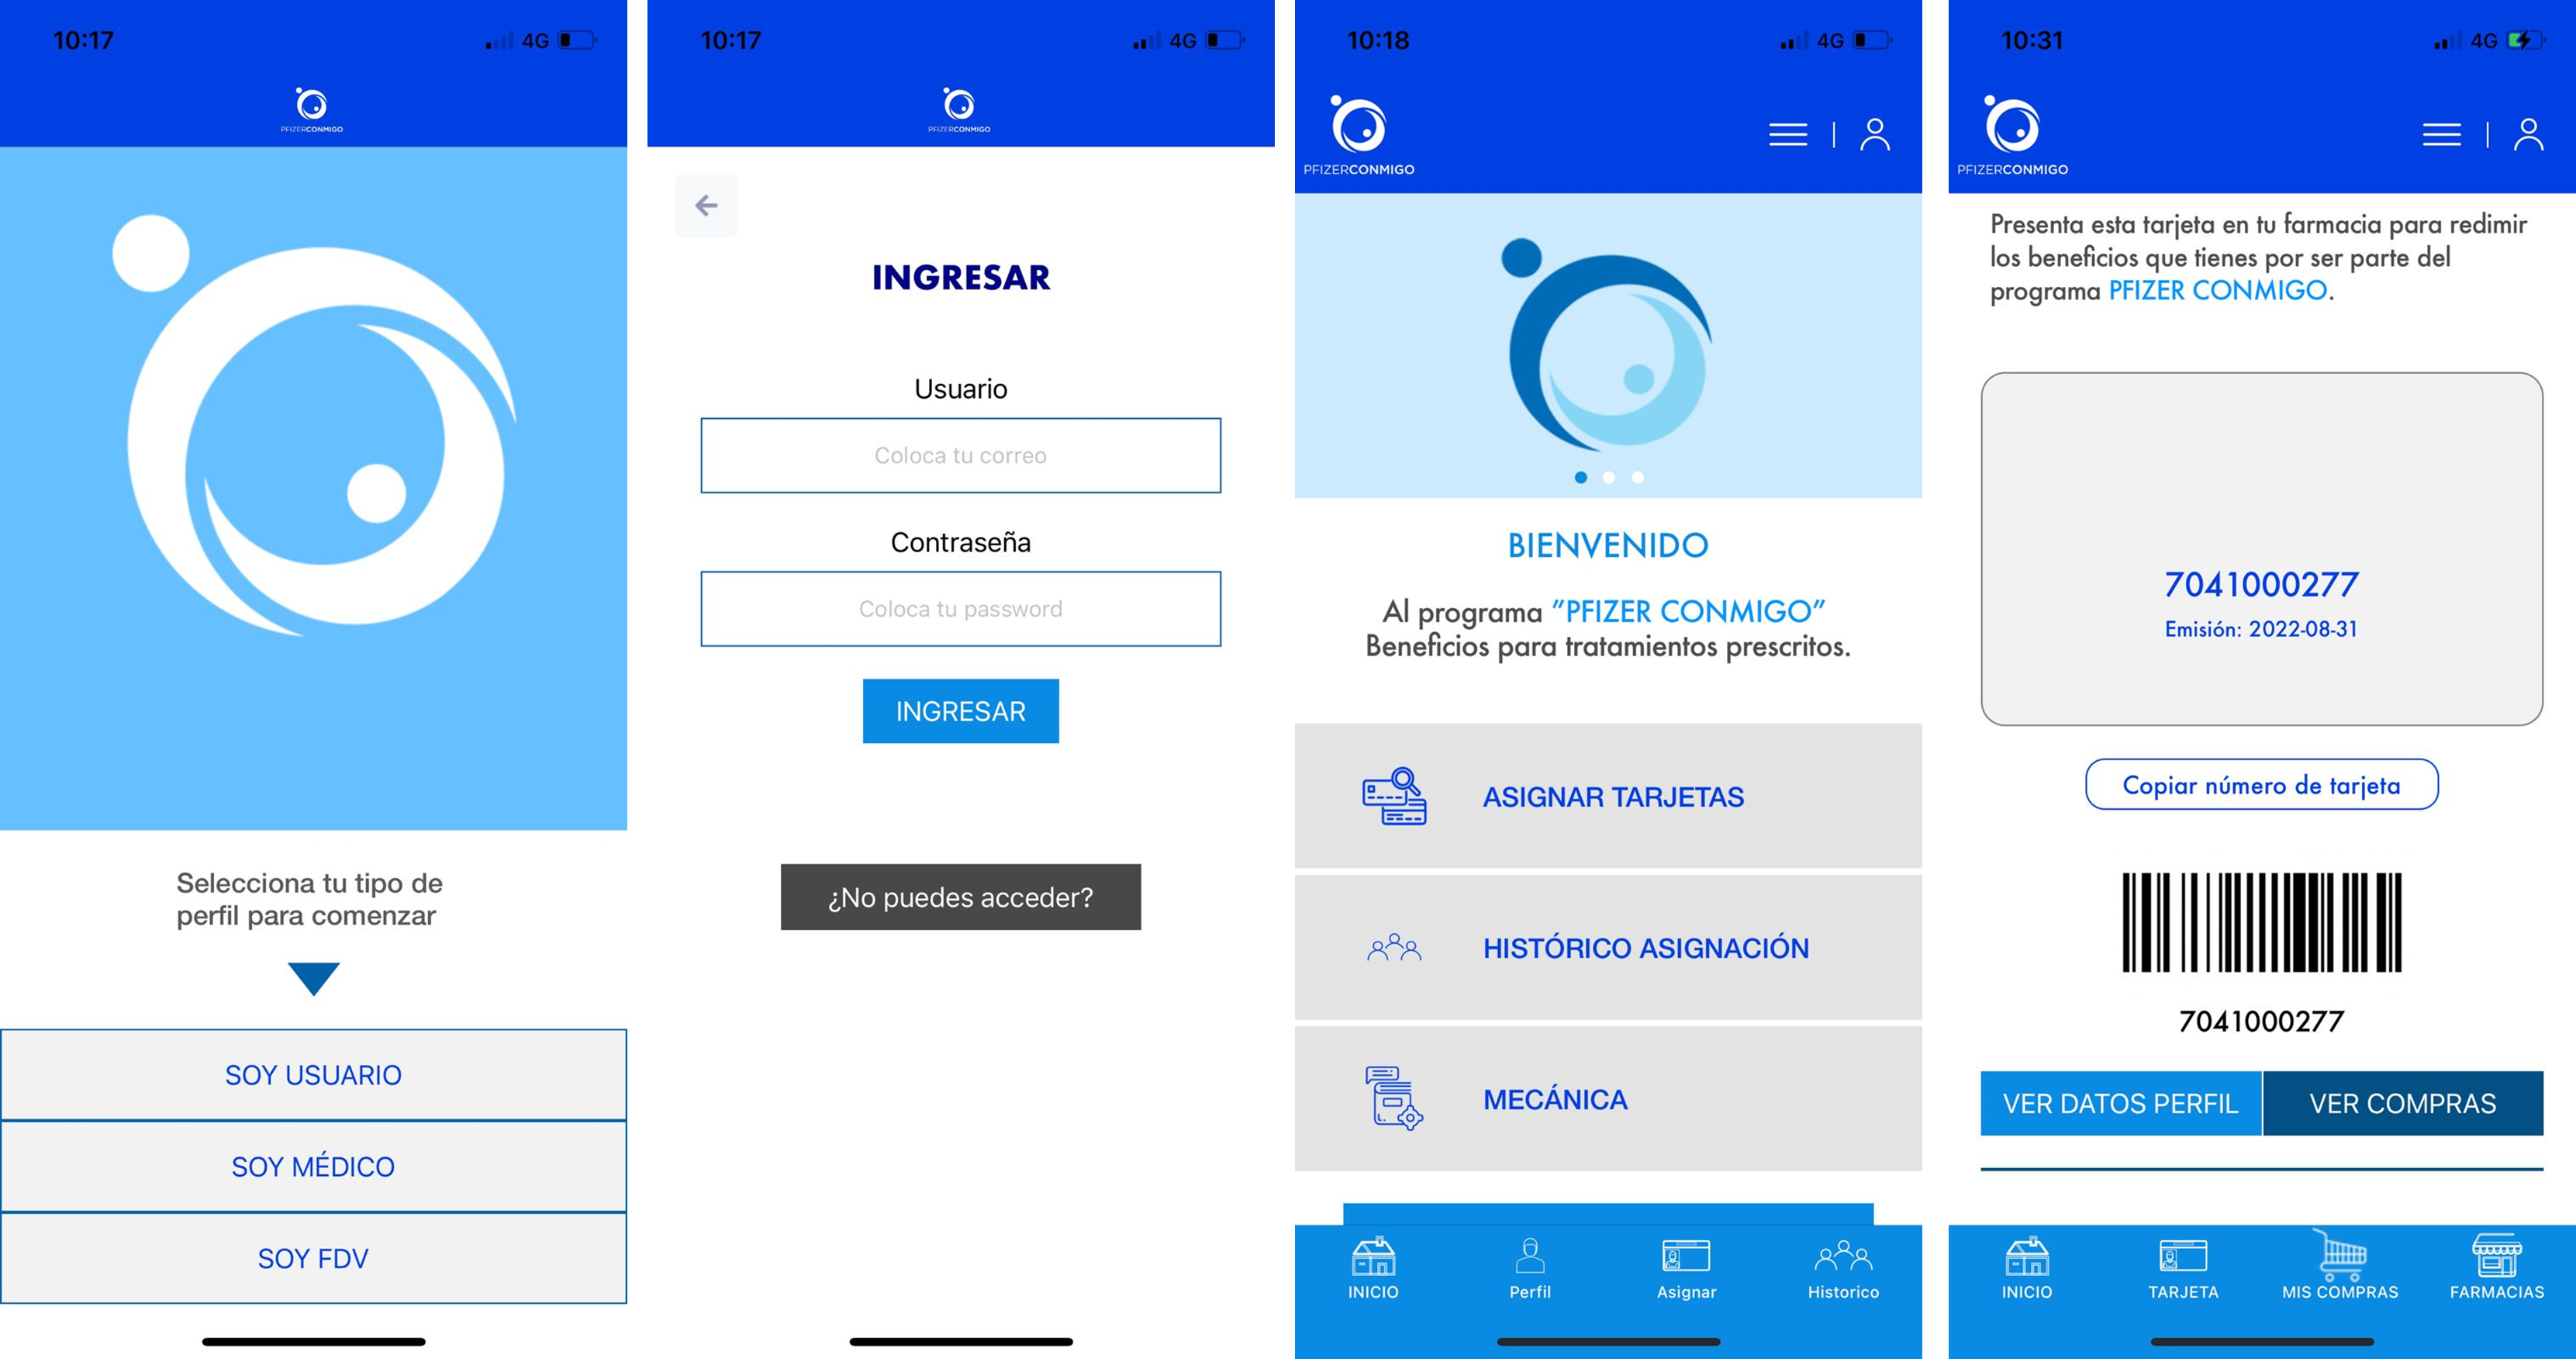 10:17
4G
PFIZERCONMIGO
Selecciona tu tipo de
perfil para comenzar
SOY USUARIO
SOY MÉDICO
SOY FDV
10:17
4G
PFIZERCONMIGO
INGRESAR
Usuario
Coloca tu correo
Contraseña
Coloca tu password
INGRESAR
¿No puedes acceder?
10:18
4G
PFIZERCONMIGO
BIENVENIDO
Al programa "PFIZER CONMIGO"
Beneficios para tratamientos prescritos.
ASIGNAR TARJETAS
HISTÓRICO ASIGNACIÓN
MECÁNICA
INICIO
Perfil
Asignar
Historico
10:31
4G
PFIZERCONMIGO
Presenta esta tarjeta en tu farmacia para redimir
los beneficios que tienes por ser parte del
programa PFIZER CONMIGO.
7041000277
Emisión: 2022-08-31
Copiar número de tarjeta
7041000277
VER DATOS PERFIL
VER COMPRAS
INICIO
TARJETA
MIS COMPRAS
FARMACIAS